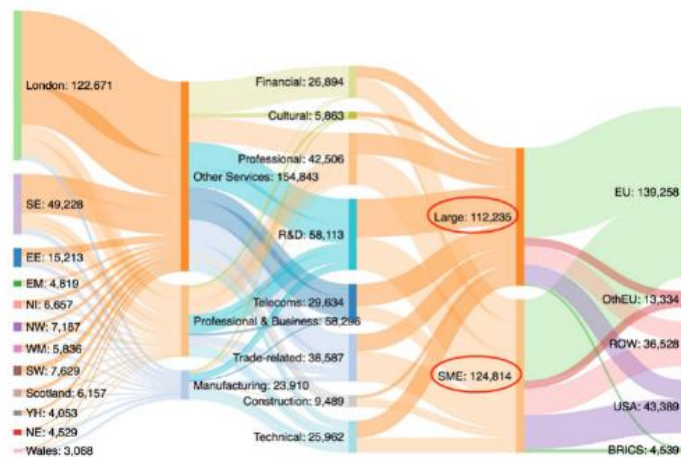 London: 122,671
SE: 49,228
EE: 15,213
EM: 4,819
NI: 6,657
NW: 7,187
WM: 5,836
SW: 7,629
Scotland: 6,157
YH: 4,053
NE: 4,529
Wales: 3,068
Other Services: 154,843
Professional & Business: 58,296
Manufacturing: 23,910
Financial: 26,894
Cultural: 5,863
Professional: 42,506
R&D: 58,113
Telecoms: 29,634
Trade-related: 38,587
Construction: 9,489
Technical: 25,962
Large: 112,235
SME: 124,814
EU: 139,258
OthEU: 13,334
ROW: 36,528
USA: 43,389
BRICS: 4,539